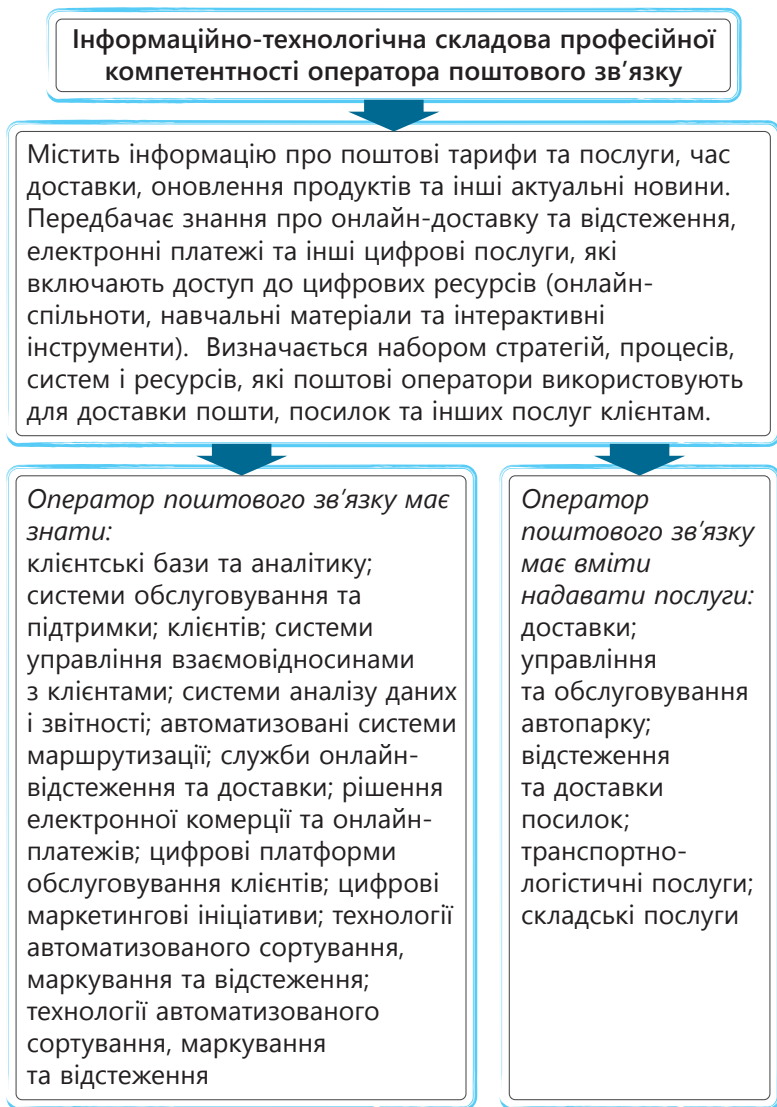 Інформаційно-технологічна складова професійної
компетентності оператора поштового зв’язку
Містить інформацію про поштові тарифи та послуги, час
доставки, оновлення продуктів та інші актуальні новини.
Передбачає знання про онлайн-доставку та відстеження,
електронні платежі та інші цифрові послуги, які
включають доступ до цифрових ресурсів (онлайн-
спільноти, навчальні матеріали та інтерактивні
інструменти).  Визначається набором стратегій, процесів,
систем і ресурсів, які поштові оператори використовують
для доставки пошти, посилок та інших послуг клієнтам.
Оператор поштового зв’язку має
знати:
клієнтські бази та аналітику;
системи обслуговування та
підтримки; клієнтів; системи
управління взаємовідносинами
з клієнтами; системи аналізу даних
і звітності; автоматизовані системи
маршрутизації; служби онлайн-
відстеження та доставки; рішення
електронної комерції та онлайн-
платежів; цифрові платформи
обслуговування клієнтів; цифрові
маркетингові ініціативи; технології
автоматизованого сортування,
маркування та відстеження;
технології автоматизованого
сортування, маркування
та відстеження
Оператор
поштового зв’язку
має вміти
надавати послуги:
доставки;
управління
та обслуговування
автопарку;
відстеження
та доставки
посилок;
транспортно-
логістичні послуги;
складські послуги